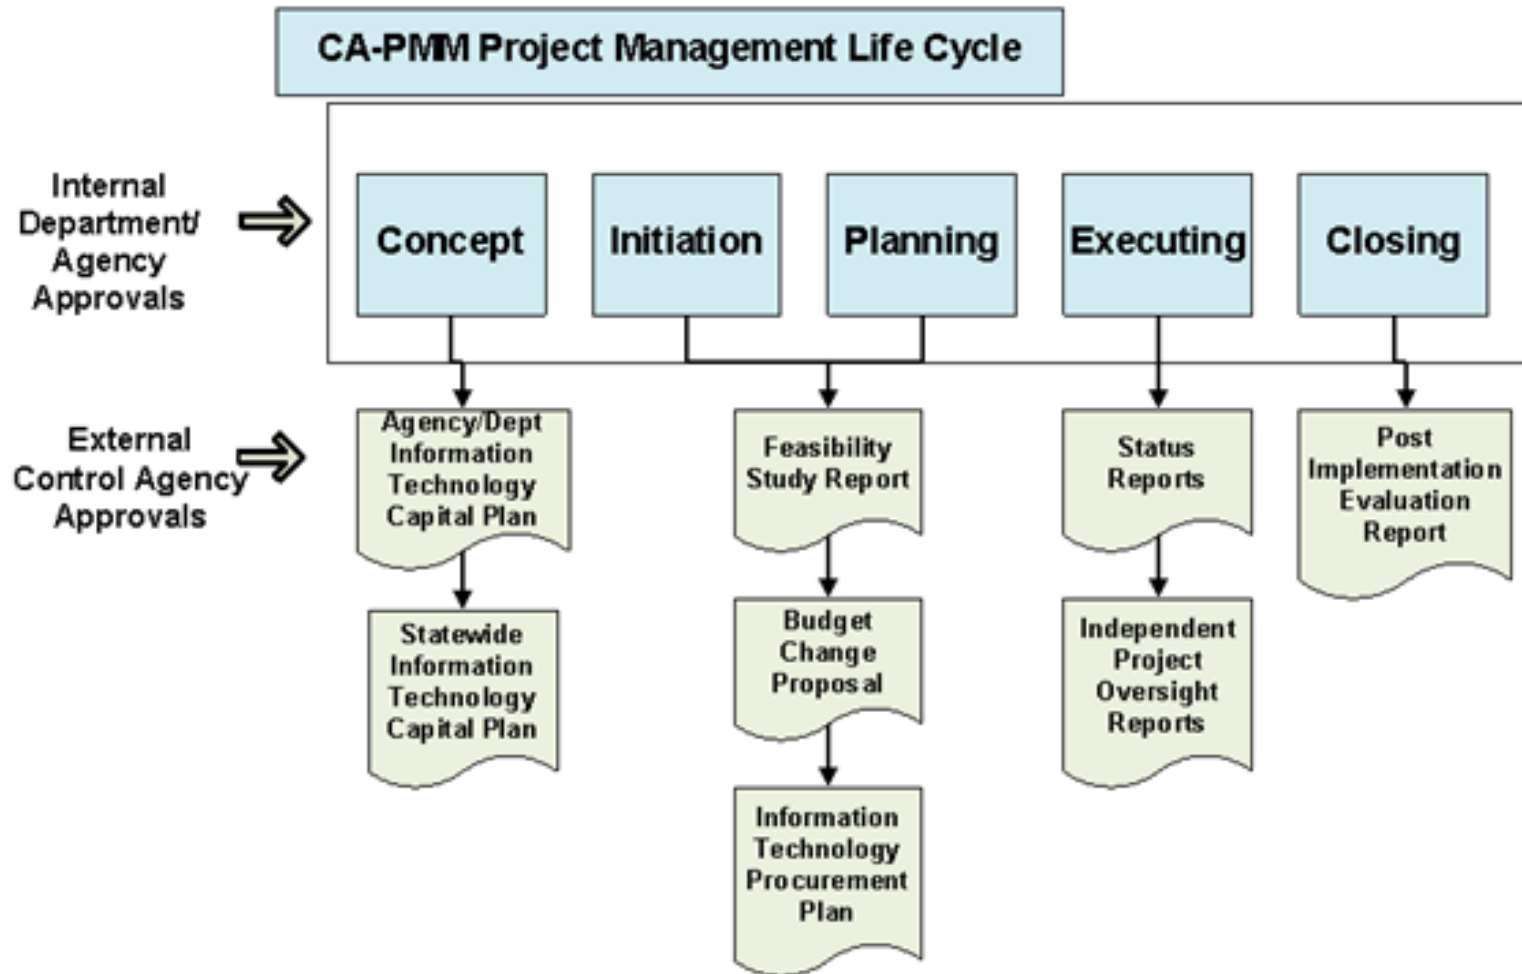 CA-PMM Project Management Life Cycle
Internal
Department/
Agency
Approvals
Concept
Initiation
Planning
Executing
Closing
External
Control Agency
Approvals
Agency/Dept
Information
Technology
Capital Plan
Statewide
Information
Technology
Capital Plan
Feasibility
Study Report
Budget
Change
Proposal
Information
Technology
Procurement
Plan
Status
Reports
Independent
Project
Oversight
Reports
Post
Implementation
Evaluation
Report